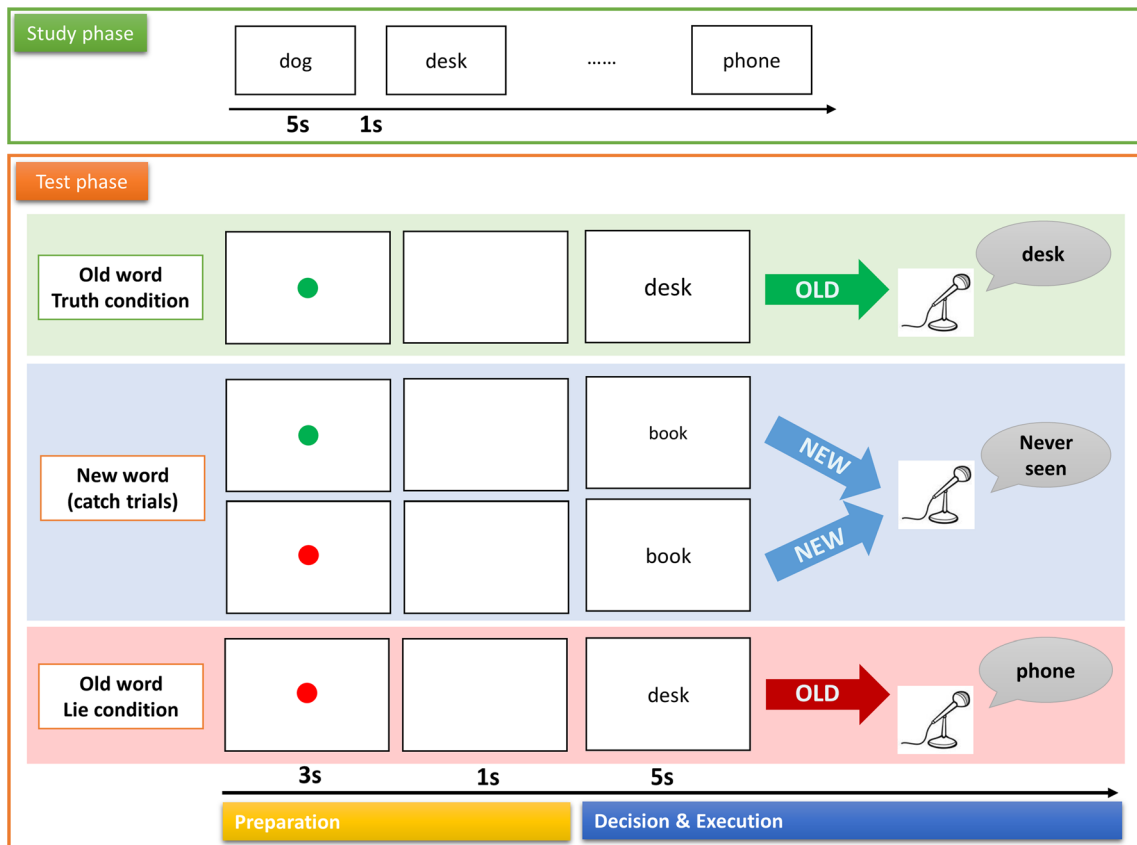 Study phase
dog
desk
......
phone
5s
1s
Test phase
Old word
Truth condition
desk
OLD
desk
New word
(catch trials)
book
NEW
Never
seen
book
NEW
Old word
Lie condition
desk
OLD
phone
3s
1s
5s
Preparation
Decision & Execution